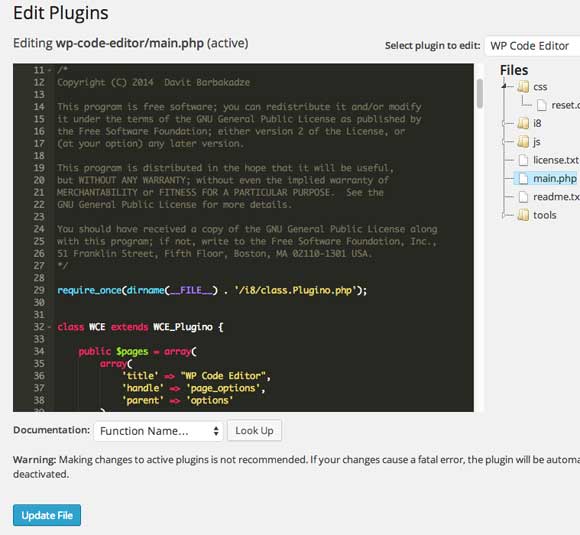 Edit Plugins
Editing wp-code-editor/main.php (active)
Select plugin to edit: WP Code Editor
11 /*
12 Copyright (C) 2014  Davit Barbakadze
13
14 This program is free software; you can redistribute it and/or modify
15 it under the terms of the GNU General Public License as published by
16 the Free Software Foundation; either version 2 of the License, or
17 (at your option) any later version.
18
19 This program is distributed in the hope that it will be useful,
20 but WITHOUT ANY WARRANTY; without even the implied warranty of
21 MERCHANTABILITY or FITNESS FOR A PARTICULAR PURPOSE.  See the
22 GNU General Public License for more details.
23
24 You should have received a copy of the GNU General Public License along
25 with this program; if not, write to the Free Software Foundation, Inc.,
26 51 Franklin Street, Fifth Floor, Boston, MA 02110-1301 USA.
27 */
28
29 require_once(dirname(__FILE__) . '/i8/class.Plugino.php');
30
31
32 class WCE extends WCE_Plugino {
33
34 public $pages = array(
35 array(
36 'title' => "WP Code Editor",
37 'handle' => 'page_options',
38 'parent' => 'options'
39 )
Files
css
reset.
i8
js
license.txt
main.php
readme.tx
tools
Documentation: Function Name... Look Up
Warning: Making changes to active plugins is not recommended. If your changes cause a fatal error, the plugin will be automa
deactivated.
Update File